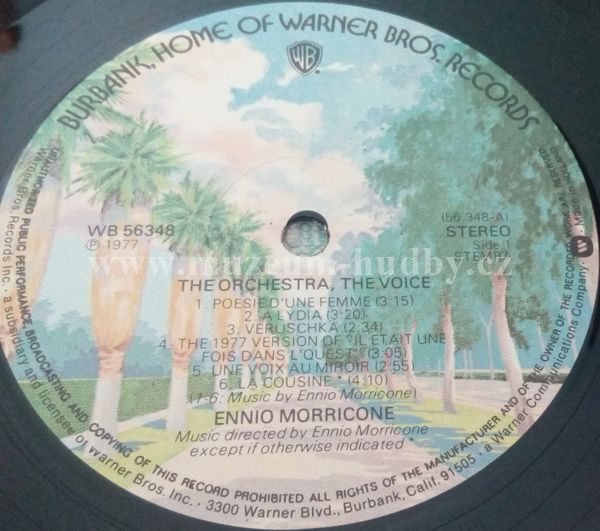 BURBANK, HOME OF WARNER BROS. RECORDS
WB
WB 56348
℗ 1977
(56.348-A)
STEREO
Side 1
STEMRA
www.muzeum-hudby.cz
THE ORCHESTRA, THE VOICE
1. POESIE D'UNE FEMME (3:15)
2. A LYDIA (3:20)
3. VERUSCHKA (2.34)
4. THE 1977 VERSION OF "IL ETAIT UNE
FOIS DANS L'QUEST" (3.05)
5. UNE VOIX AU MIROIR (2:55)
6. LA COUSINE (4:10)
(1-6: Music by Ennio Morricone)
ENNIO MORRICONE
Music directed by Ennio Morricone
except if otherwise indicated
PUBLIC PERFORMANCE, BROADCASTING AND COPYING OF THIS RECORD PROHIBITED ALL RIGHTS OF THE MANUFACTURER AND OF THE OWNER OF THE RECORDED
Warner Bros Records Inc. · a subsidiary and licensee of Warner Bros. Inc. · 3300 Warner Blvd., Burbank, Calif. 91505 · a Warner Communications Company